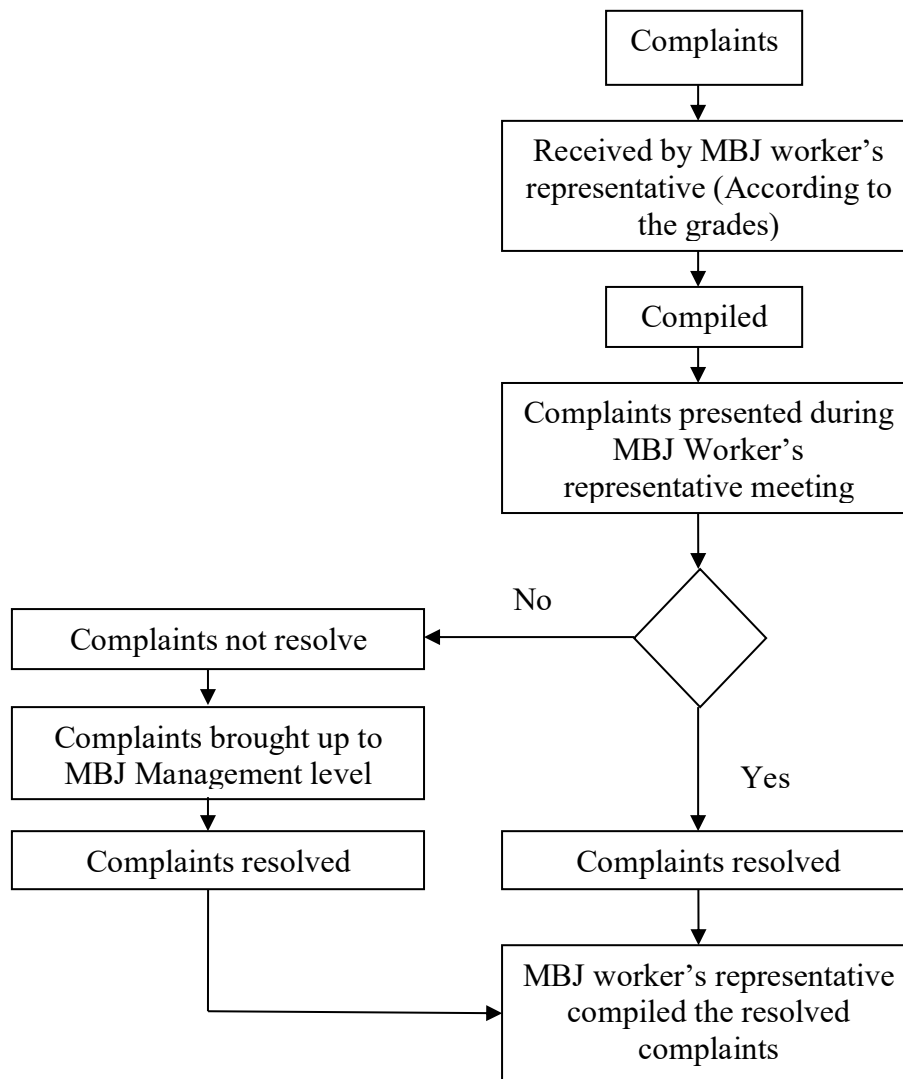 Complaints
Received by MBJ worker’s
representative (According to
the grades)
Compiled
Complaints presented during
MBJ Worker’s
representative meeting
No
Complaints not resolve
Complaints brought up to
MBJ Management level
Yes
Complaints resolved
Complaints resolved
MBJ worker’s representative
compiled the resolved
complaints